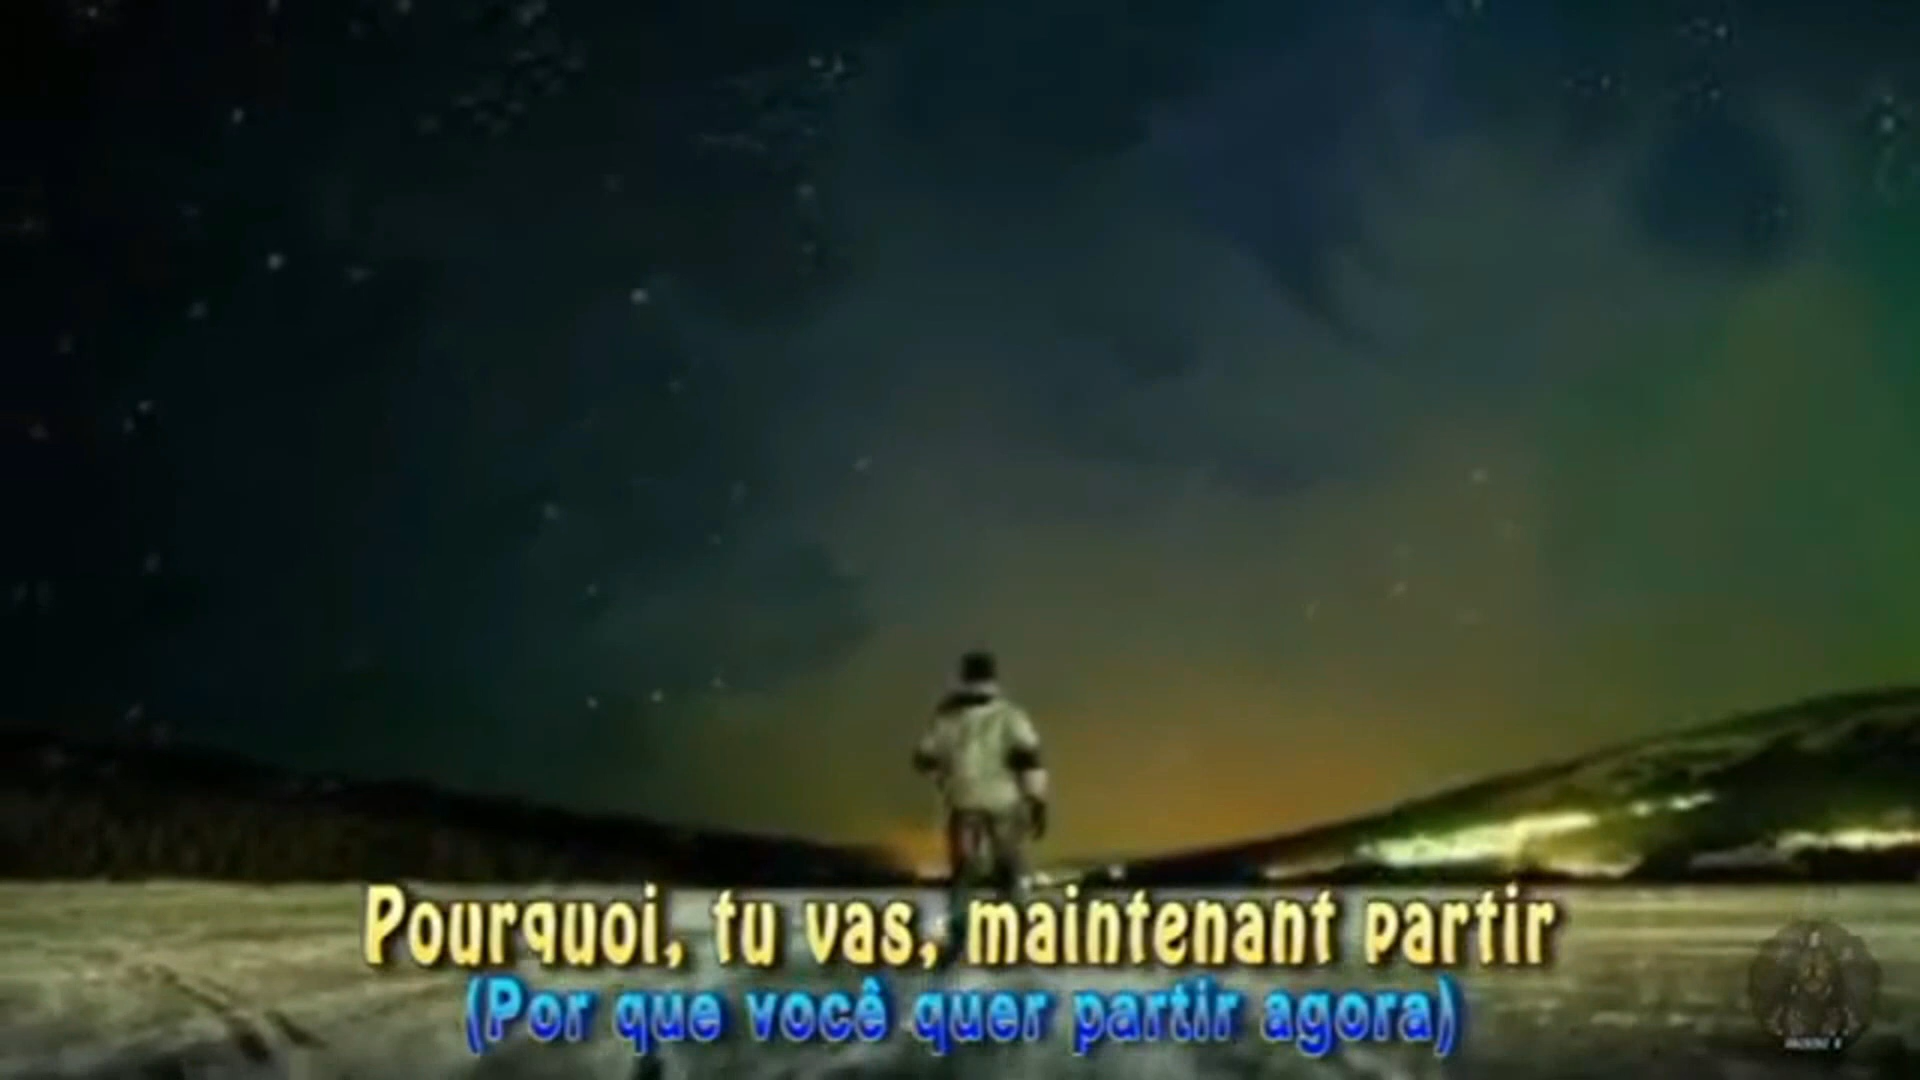 Pourquoi, tu vas, maintenant partir
(Por que você quer partir agora)